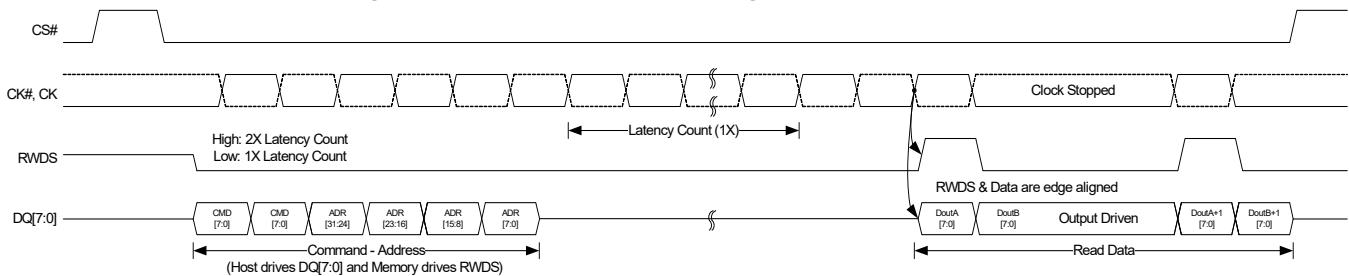 CS#
CK#, CK
Clock Stopped
Latency Count (1X)
High: 2X Latency Count
Low: 1X Latency Count
RWDS
RWDS & Data are edge aligned
DQ[7:0]
CMD [7:0]
CMD [7:0]
ADR [31:24]
ADR [23:16]
ADR [15:8]
ADR [7:0]
DoutA [7:0]
DoutB [7:0]
Output Driven
DoutA+1 [7:0]
DoutB+1 [7:0]
Command - Address
(Host drives DQ[7:0] and Memory drives RWDS)
Read Data